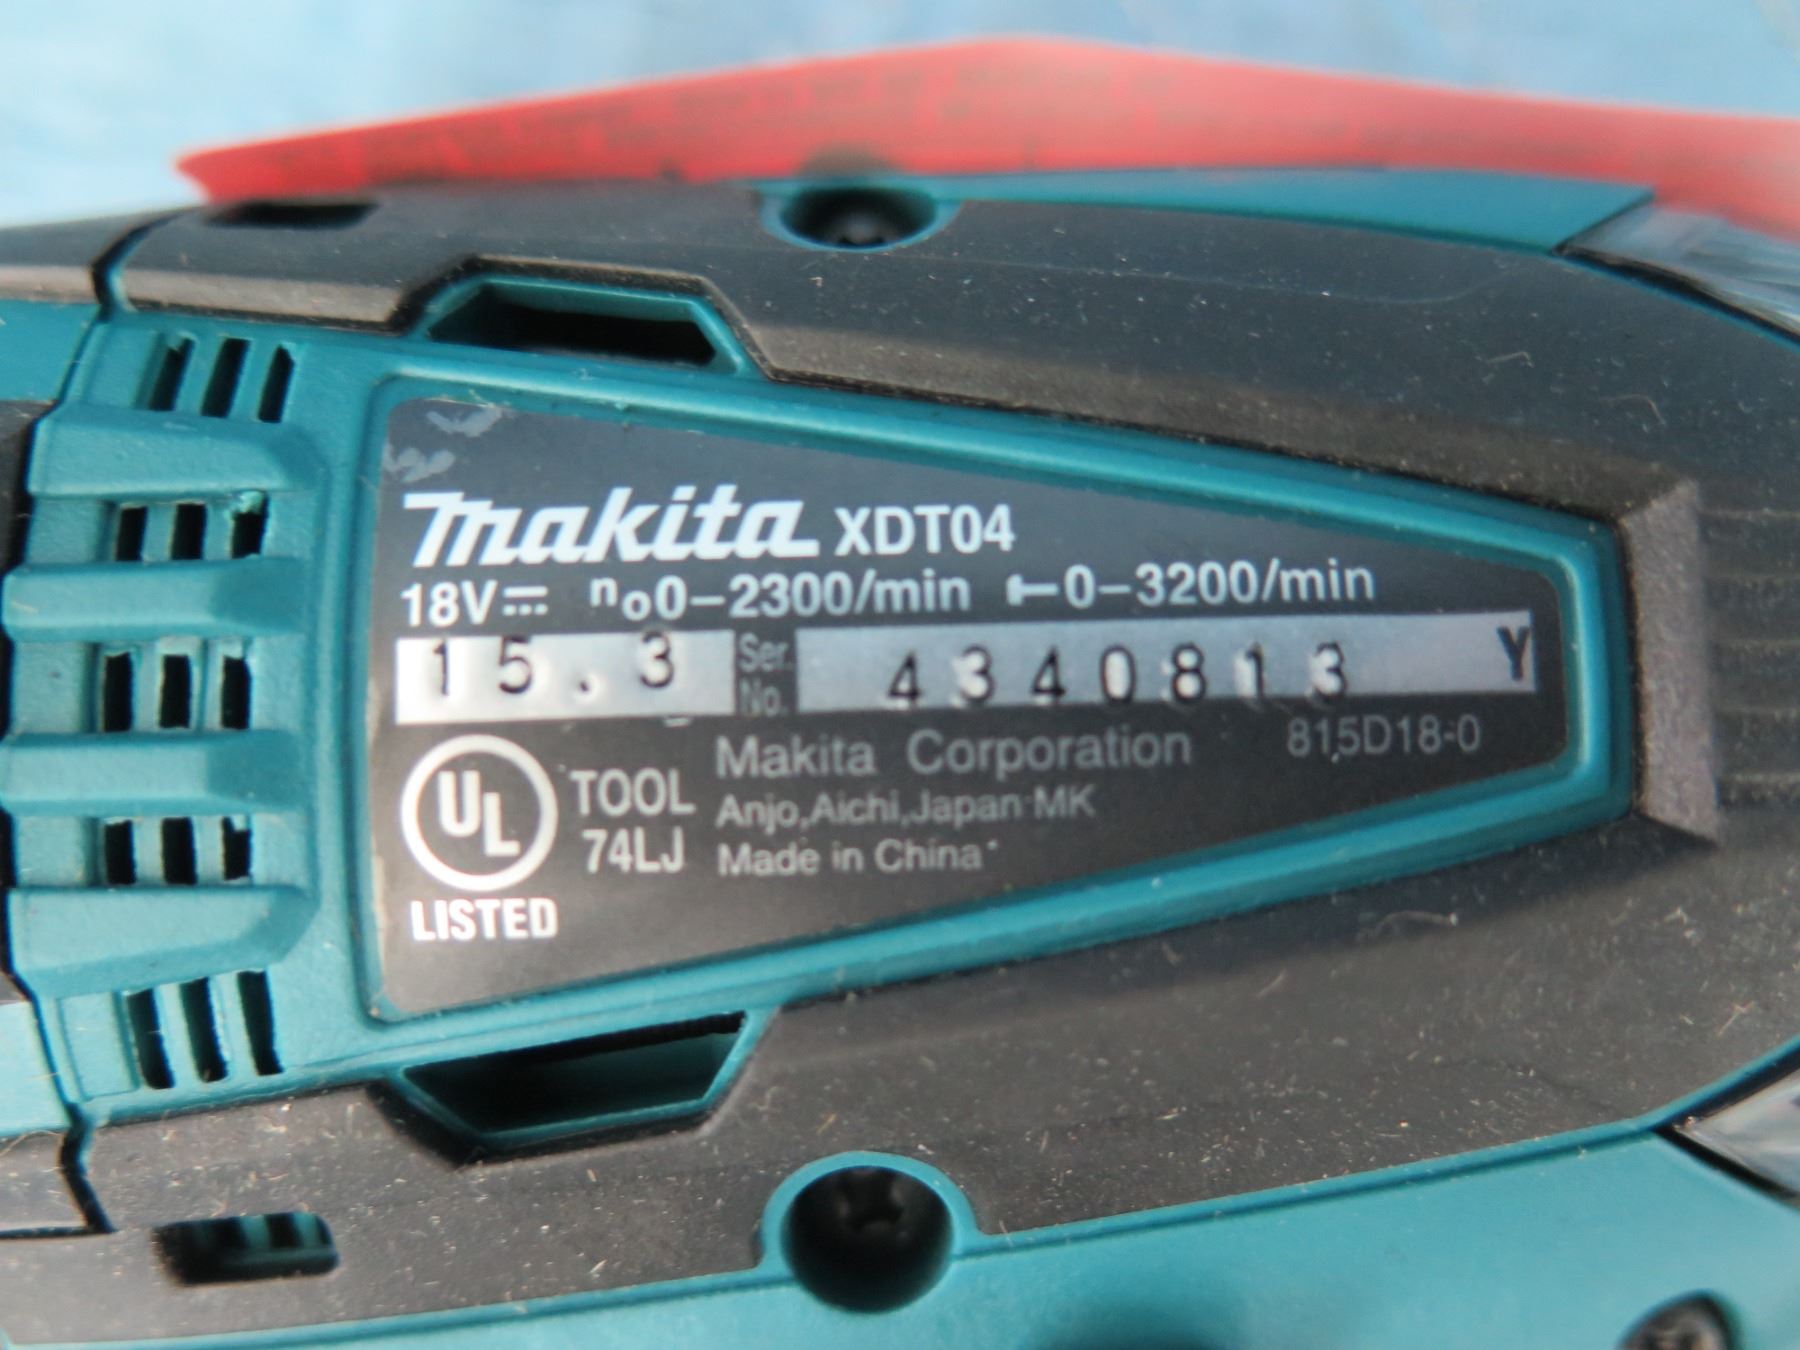 makita XDT04
18V⎓ no0–2300/min 0–3200/min
15.3 Ser. No. 4340813 Y
Makita Corporation 815D18-0
UL TOOL Anjo,Aichi,Japan MK
74LJ Made in China
LISTED